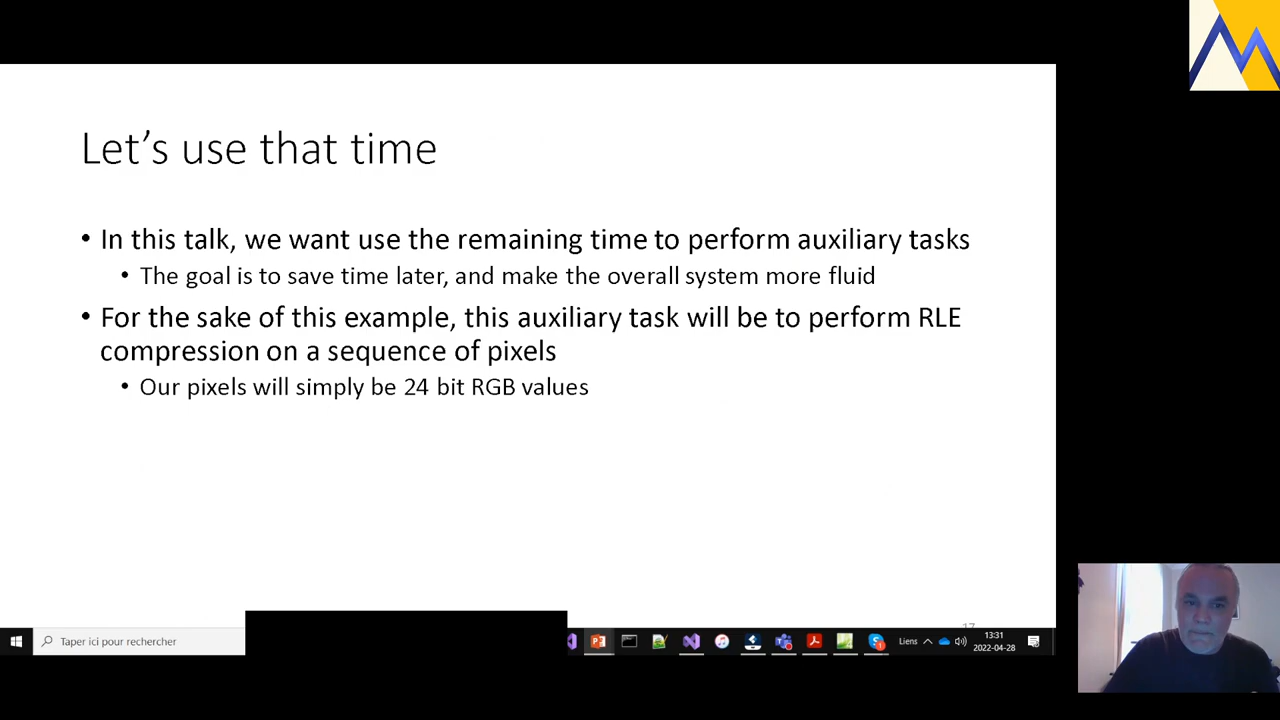 Let's use that time
• In this talk, we want use the remaining time to perform auxiliary tasks
• The goal is to save time later, and make the overall system more fluid
• For the sake of this example, this auxiliary task will be to perform RLE
compression on a sequence of pixels
• Our pixels will simply be 24 bit RGB values
17
Taper ici pour rechercher
Liens
13:31
2022-04-28